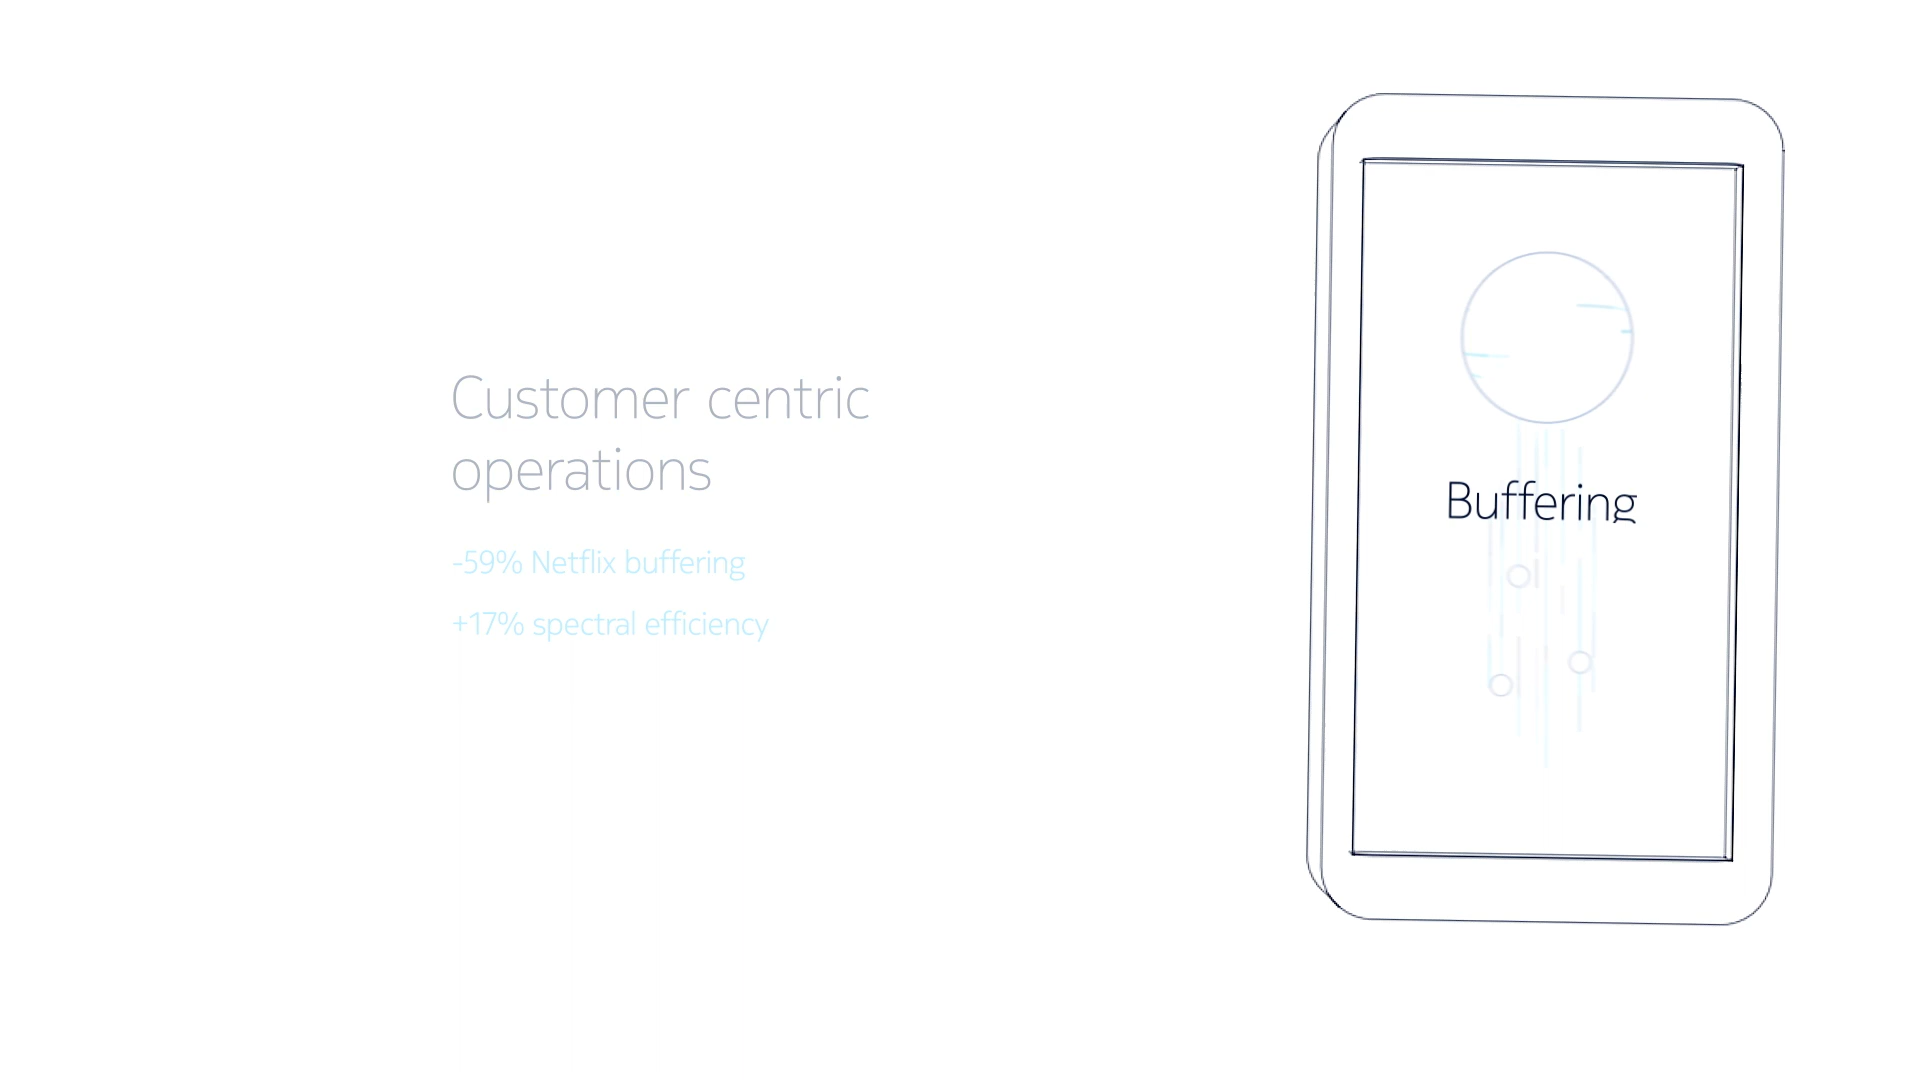 Customer centric
operations
-59% Netflix buffering
+17% spectral efficiency
Buffering